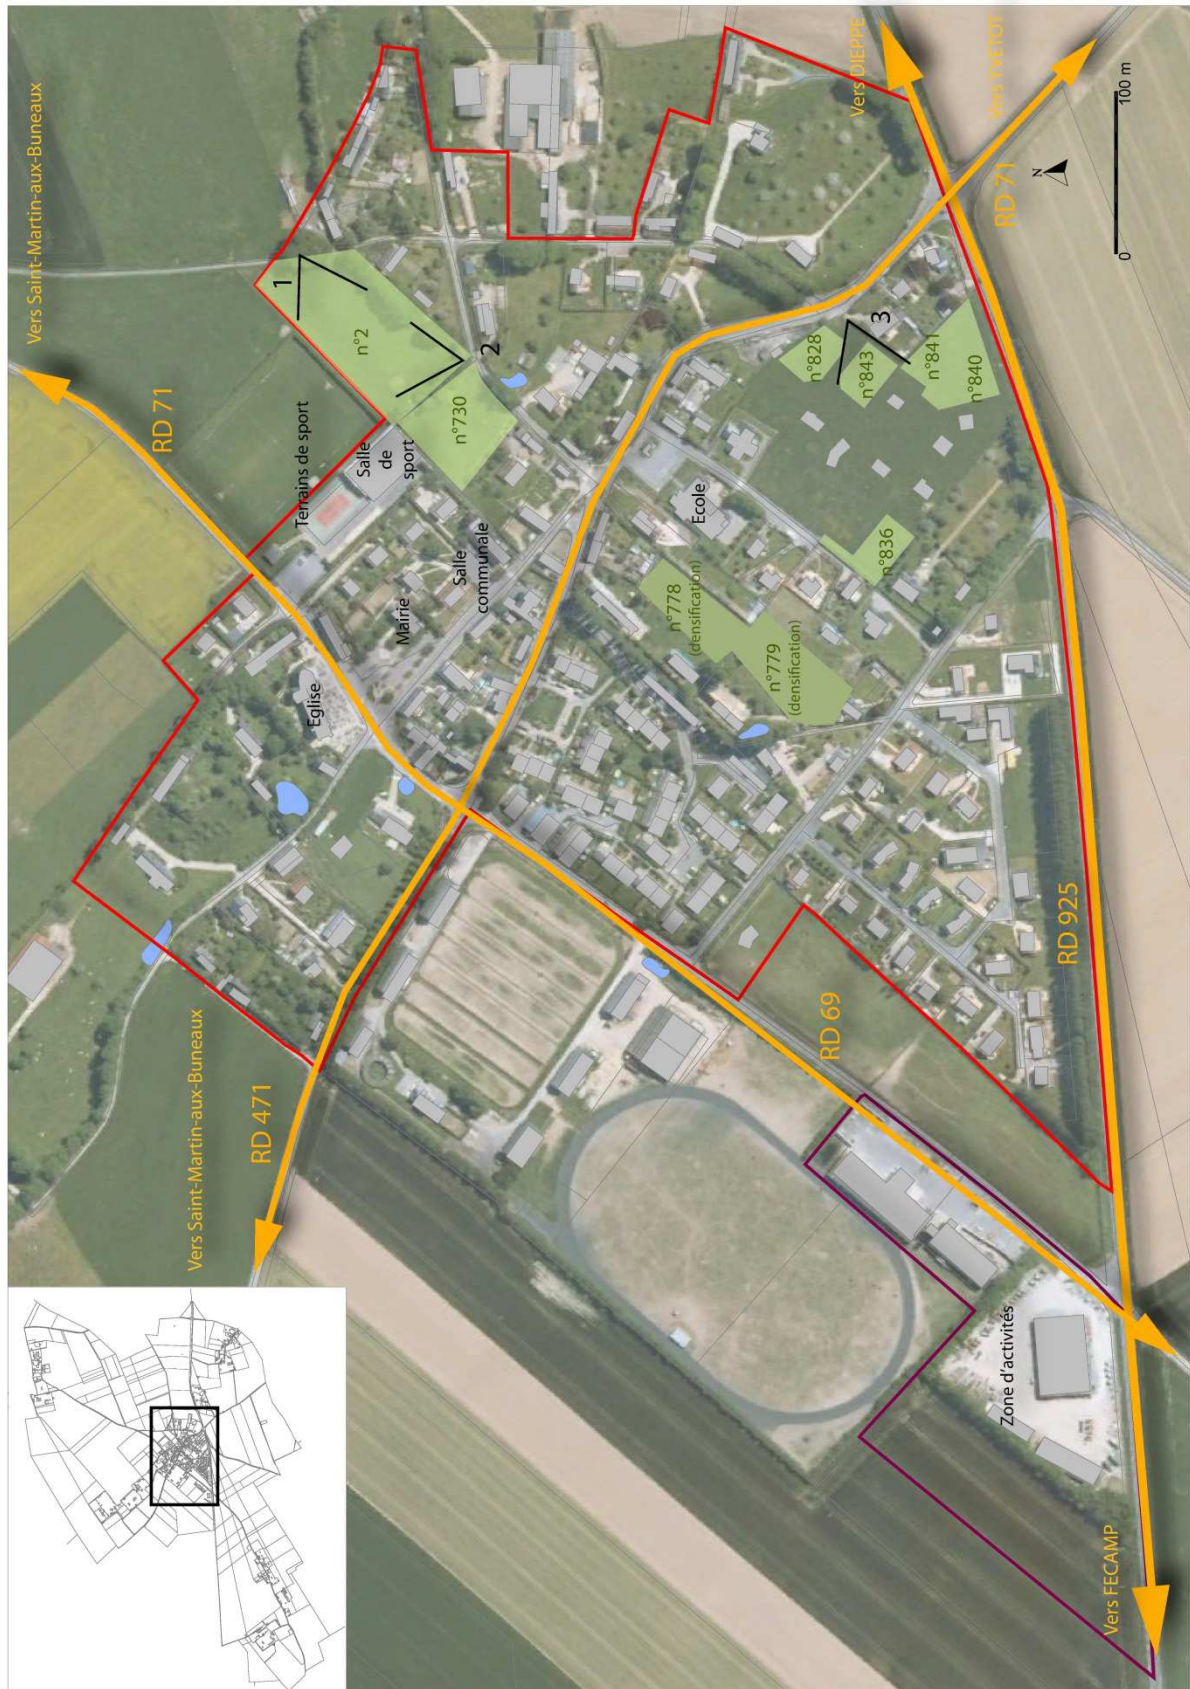 Vers Saint-Martin-aux-Buneaux
RD 71
Vers Saint-Martin-aux-Buneaux
RD 471
Terrains de sport
Salle
de
sport
n°2
1
2
n°730
Eglise
Mairie
Salle
communale
Ecole
n°778
(densification)
n°779
(densification)
n°836
n°828
n°843
n°841
n°840
3
RD 69
RD 925
Zone d'activités
Vers FECAMP
Vers DIEPPE
Vers YVETOT
RD 71
N
0
100 m